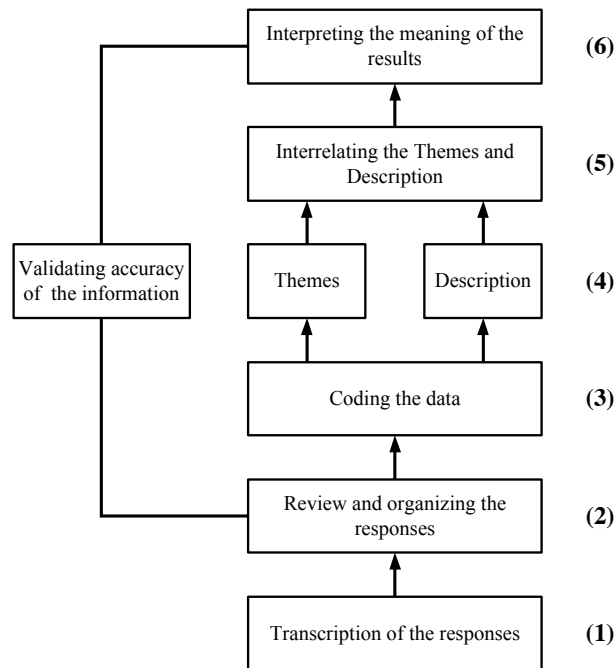 Interpreting the meaning of the
results
(6)
Interrelating the Themes and
Description
(5)
Validating accuracy
of the information
Themes
Description
(4)
Coding the data
(3)
Review and organizing the
responses
(2)
Transcription of the responses
(1)